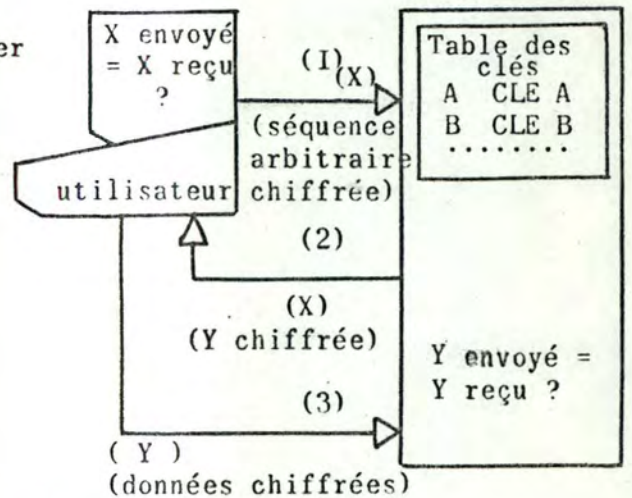 er
X envoyé
= X reçu
?
(I)
(X)
(séquence
arbitraire
chiffrée)
utilisateur
(2)
(X)
(Y chiffrée)
(3)
( Y )
(données chiffrées)
Table des
clés
A CLE A
B CLE B
........
Y envoyé =
Y reçu ?